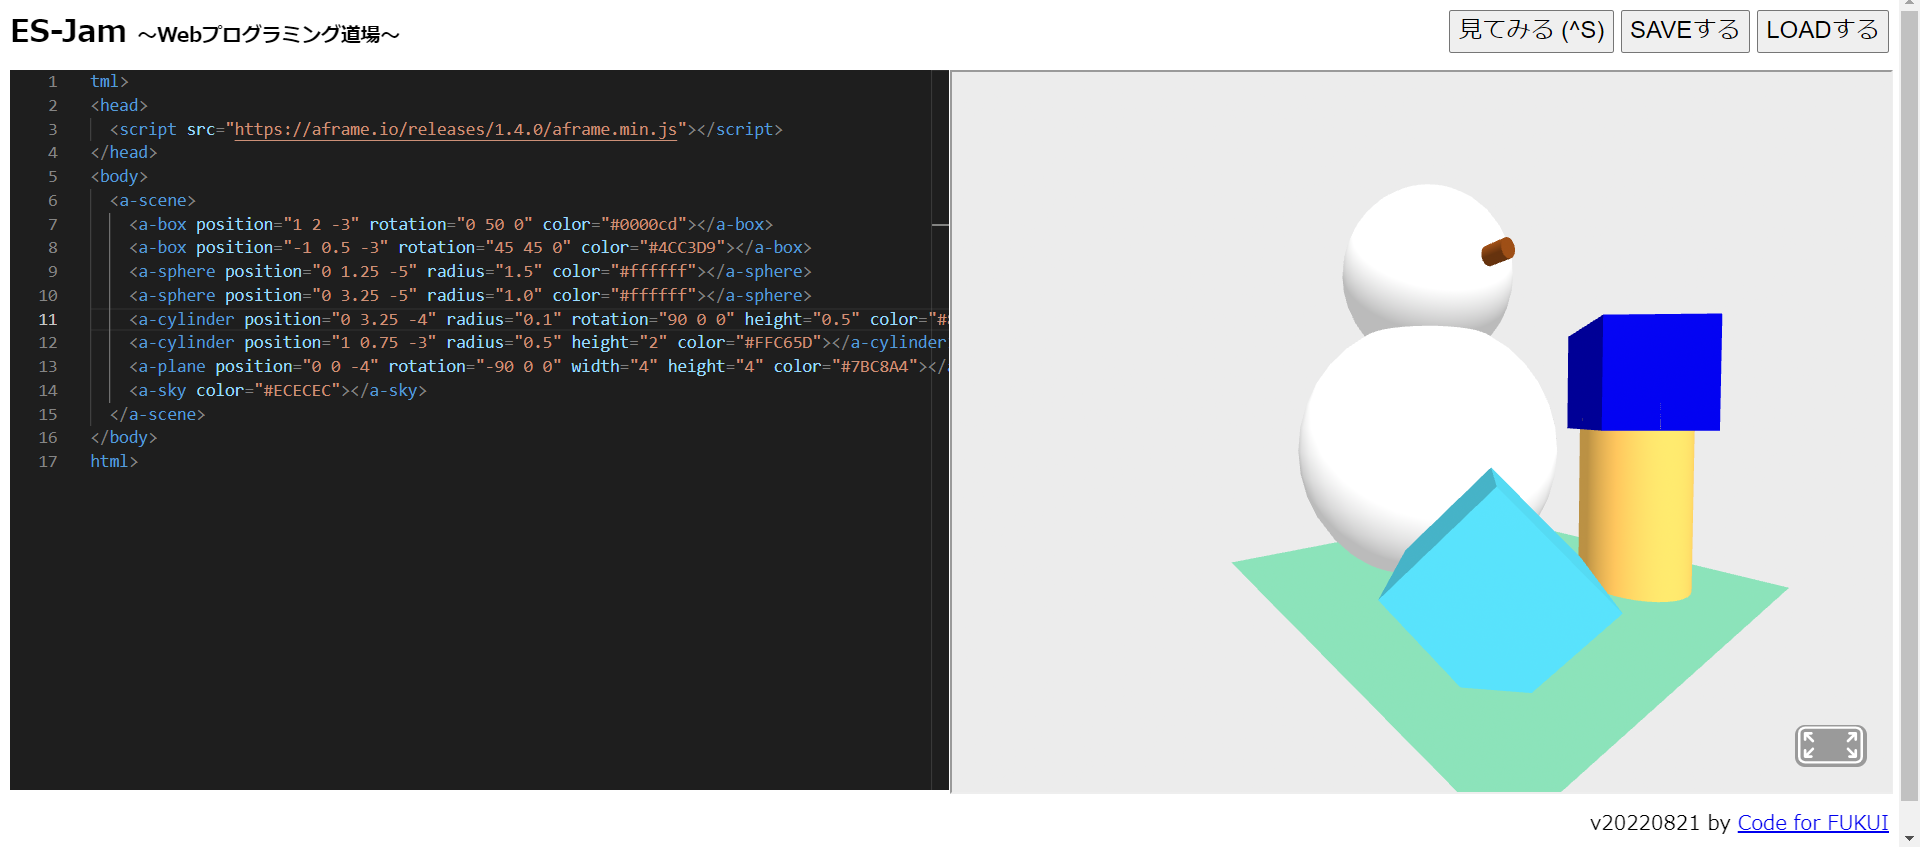 ES-Jam ～Webプログラミング道場～
見てみる (^S) SAVEする LOADする
1 tml>
2 <head>
3 <script src="https://aframe.io/releases/1.4.0/aframe.min.js"></script>
4 </head>
5 <body>
6 <a-scene>
7 <a-box position="1 2 -3" rotation="0 50 0" color="#0000cd"></a-box>
8 <a-box position="-1 0.5 -3" rotation="45 45 0" color="#4CC3D9"></a-box>
9 <a-sphere position="0 1.25 -5" radius="1.5" color="#ffffff"></a-sphere>
10 <a-sphere position="0 3.25 -5" radius="1.0" color="#ffffff"></a-sphere>
11 <a-cylinder position="0 3.25 -4" radius="0.1" rotation="90 0 0" height="0.5" color="#
12 <a-cylinder position="1 0.75 -3" radius="0.5" height="2" color="#FFC65D"></a-cylinder
13 <a-plane position="0 0 -4" rotation="-90 0 0" width="4" height="4" color="#7BC8A4"></
14 <a-sky color="#ECECEC"></a-sky>
15 </a-scene>
16 </body>
17 html>
v20220821 by Code for FUKUI